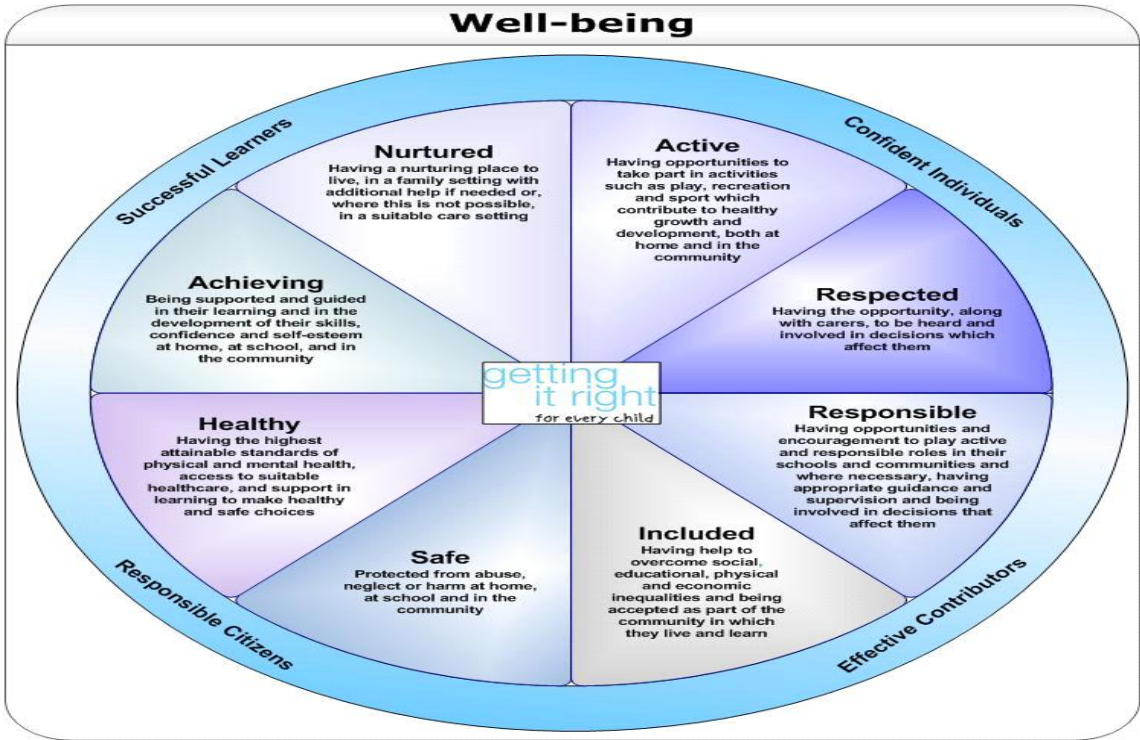 Well-being
Successful Learners
Confident Individuals
Nurtured
Having a nurturing place to
live, in a family setting with
additional help if needed or,
where this is not possible,
in a suitable care setting
Active
Having opportunities to
take part in activities
such as play, recreation
and sport which
contribute to healthy
growth and
development, both at
home and in the
community
Achieving
Being supported and guided
in their learning and in the
development of their skills,
confidence and self-esteem
at home, at school, and in
the community
Respected
Having the opportunity, along
with carers, to be heard and
involved in decisions which
affect them
getting
it right
for every child
Healthy
Having the highest
attainable standards of
physical and mental health,
access to suitable
healthcare, and support in
learning to make healthy
and safe choices
Responsible
Having opportunities and
encouragement to play active
and responsible roles in their
schools and communities and
where necessary, having
appropriate guidance and
supervision and being
involved in decisions that
affect them
Safe
Protected from abuse,
neglect or harm at home,
at school and in the
community
Included
Having help to
overcome social,
educational, physical
and economic
inequalities and being
accepted as part of the
community in which
they live and learn
Responsible Citizens
Effective Contributors